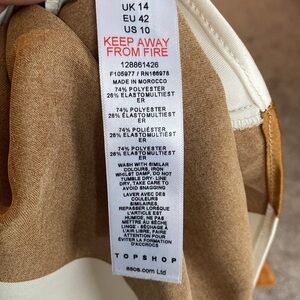 UK 14
EU 42
US 10
KEEP AWAY
FROM FIRE
128861426
F105977 / RN166978
MADE IN MOROCCO
74% POLYESTER
26% ELASTOMULTIEST
ER
74% POLYESTER
26% ELASTOMULTIEST
ER
74% POLIÉSTER
26% ELASTOMULTIEST
ER
74% POLYESTER
26% ELASTOMULTIEST
ER
WASH WITH SIMILAR
COLOURS, IRON
WHILST DAMP, DO NOT
TUMBLE DRY- LINE
DRY, TAKE CARE TO
AVOID SNAGGING
LAVER AVEC DES
COULEURS
SIMILAIRES
REPASSER LORSQUE
L'ARTICLE EST
HUMIDE, NE PAS
METTRE AU SÈCHE
LINGE - SÉCHAGE À
L'AIR LIBRE, FAIRE
ATTENTION POUR
ÉVITER LA FORMATION
D'ACCROCS
TOPSHOP
asos.com Ltd